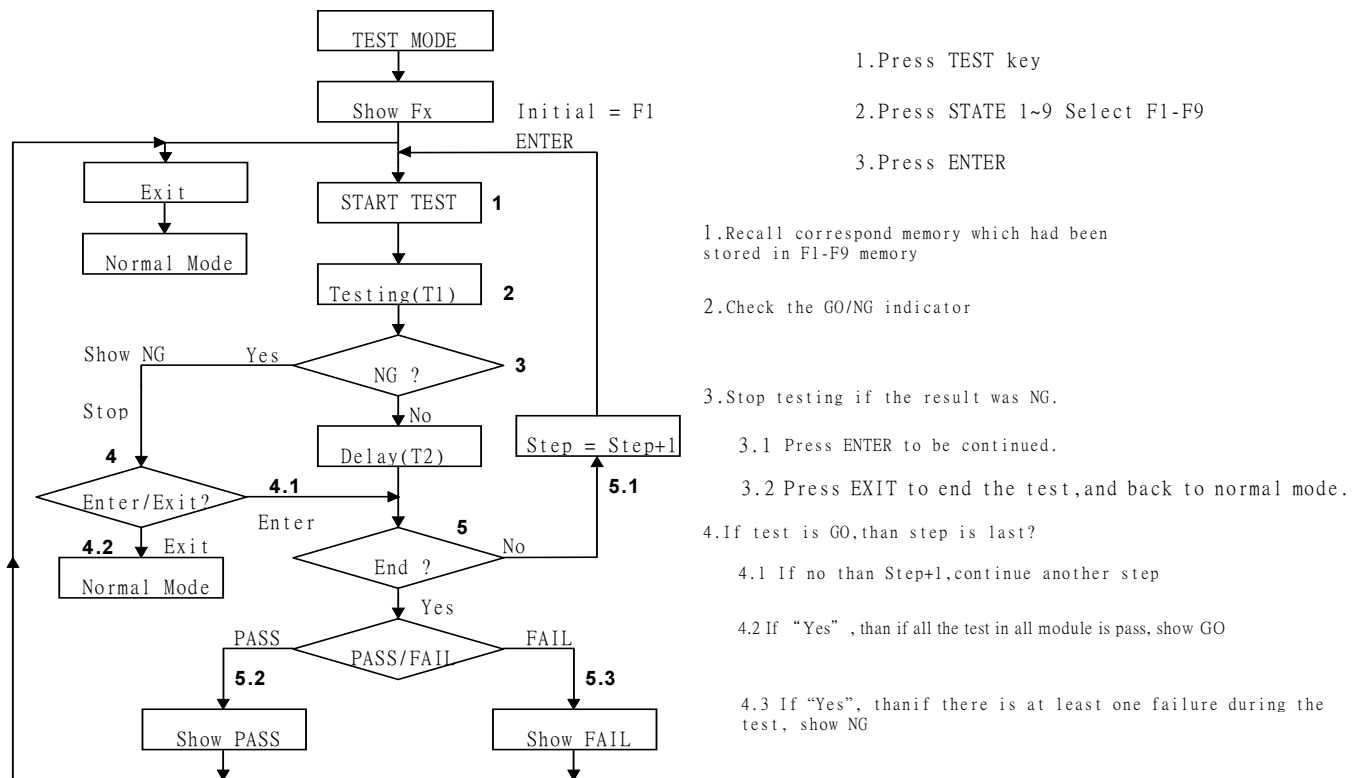 TEST MODE
Show Fx
Initial = F1
ENTER
Exit
START TEST
1
Normal Mode
Testing(T1)
2
Show NG
Yes
NG ?
3
Stop
No
Delay(T2)
Step = Step+1
4
Enter/Exit?
4.1
Enter
5.1
5
4.2
Exit
End ?
No
Normal Mode
Yes
PASS
PASS/FAIL
FAIL
5.2
5.3
Show PASS
Show FAIL
1.Press TEST key
2.Press STATE 1~9 Select F1-F9
3.Press ENTER
1.Recall correspond memory which had been
stored in F1-F9 memory
2.Check the GO/NG indicator
3.Stop testing if the result was NG.
3.1 Press ENTER to be continued.
3.2 Press EXIT to end the test,and back to normal mode.
4.If test is GO,than step is last?
4.1 If no than Step+1,continue another step
4.2 If “Yes”, than if all the test in all module is pass, show GO
4.3 If “Yes”, thanif there is at least one failure during the
test, show NG